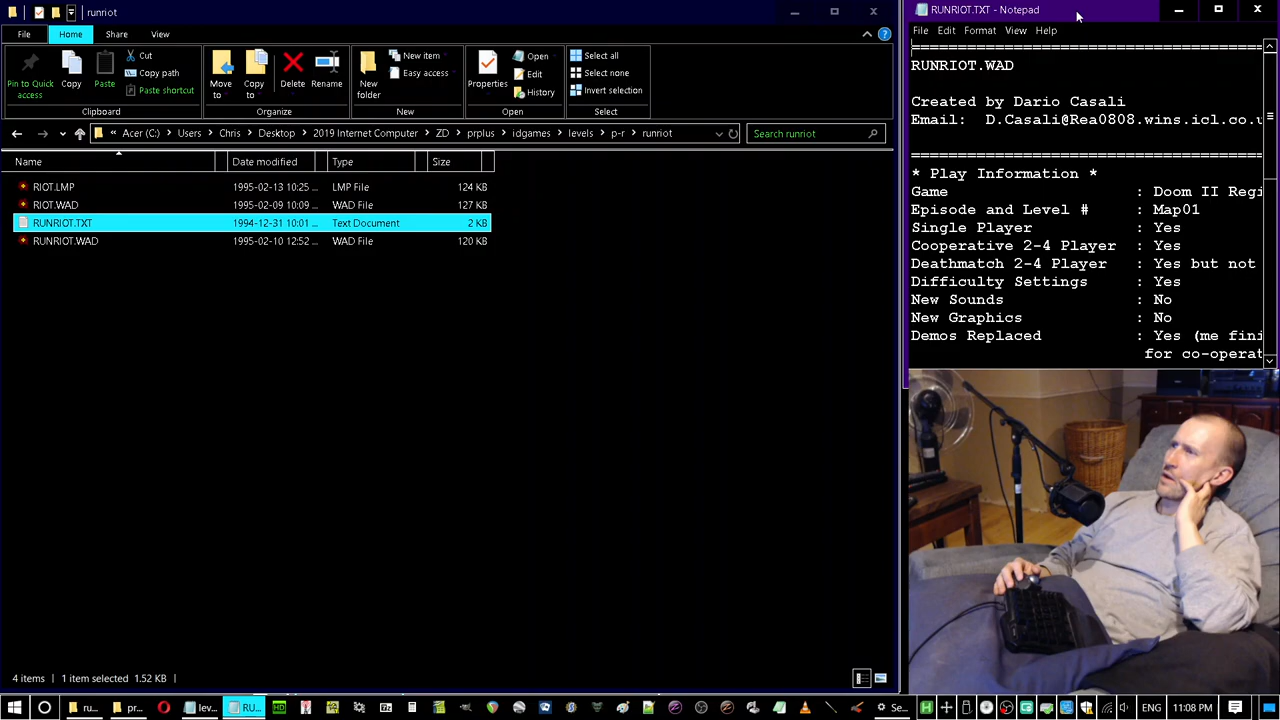 runriot
File
Home
Share
View
Pin to Quick access
Copy
Paste
Cut
Copy path
Paste shortcut
Clipboard
Move to
Copy to
Delete
Rename
Organize
New folder
New item
Easy access
New
Properties
Open
Edit
History
Open
Select all
Select none
Invert selection
Select
Acer (C:) > Users > Chris > Desktop > 2019 Internet Computer > ZD > prplus > idgames > levels > p-r > runriot
Search runriot
Name Date modified Type Size
RIOT.LMP 1995-02-13 10:25 ... LMP File 124 KB
RIOT.WAD 1995-02-09 10:09 ... WAD File 127 KB
RUNRIOT.TXT 1994-12-31 10:01 ... Text Document 2 KB
RUNRIOT.WAD 1995-02-10 12:52 ... WAD File 120 KB
4 items 1 item selected 1.52 KB
RUNRIOT.TXT - Notepad
File Edit Format View Help
RUNRIOT.WAD
Created by Dario Casali
Email: D.Casali@Rea0808.wins.icl.co.u
* Play Information *
Game : Doom II Regi
Episode and Level # : Map01
Single Player : Yes
Cooperative 2-4 Player : Yes
Deathmatch 2-4 Player : Yes but not
Difficulty Settings : Yes
New Sounds : No
New Graphics : No
Demos Replaced : Yes (me fini
for co-operat
ru...
pr...
lev...
RU...
Se...
ENG
11:08 PM